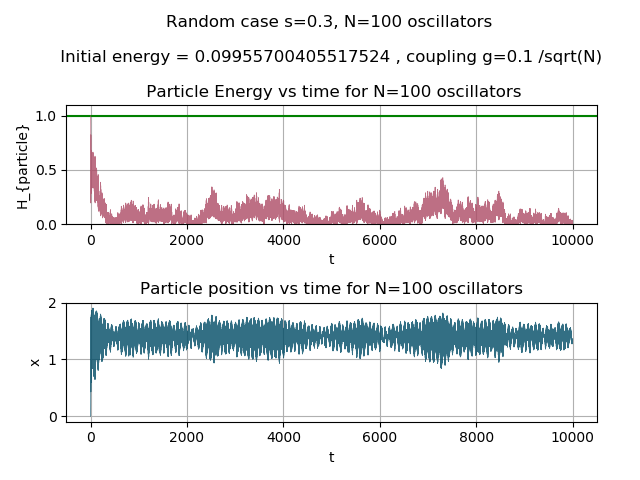 Random case s=0.3, N=100 oscillators
Initial energy = 0.09955700405517524 , coupling g=0.1 /sqrt(N)
Particle Energy vs time for N=100 oscillators
H_{particle}
1.0
0.5
0.0
0
2000
4000
6000
8000
10000
t
Particle position vs time for N=100 oscillators
x
2
1
0
0
2000
4000
6000
8000
10000
t